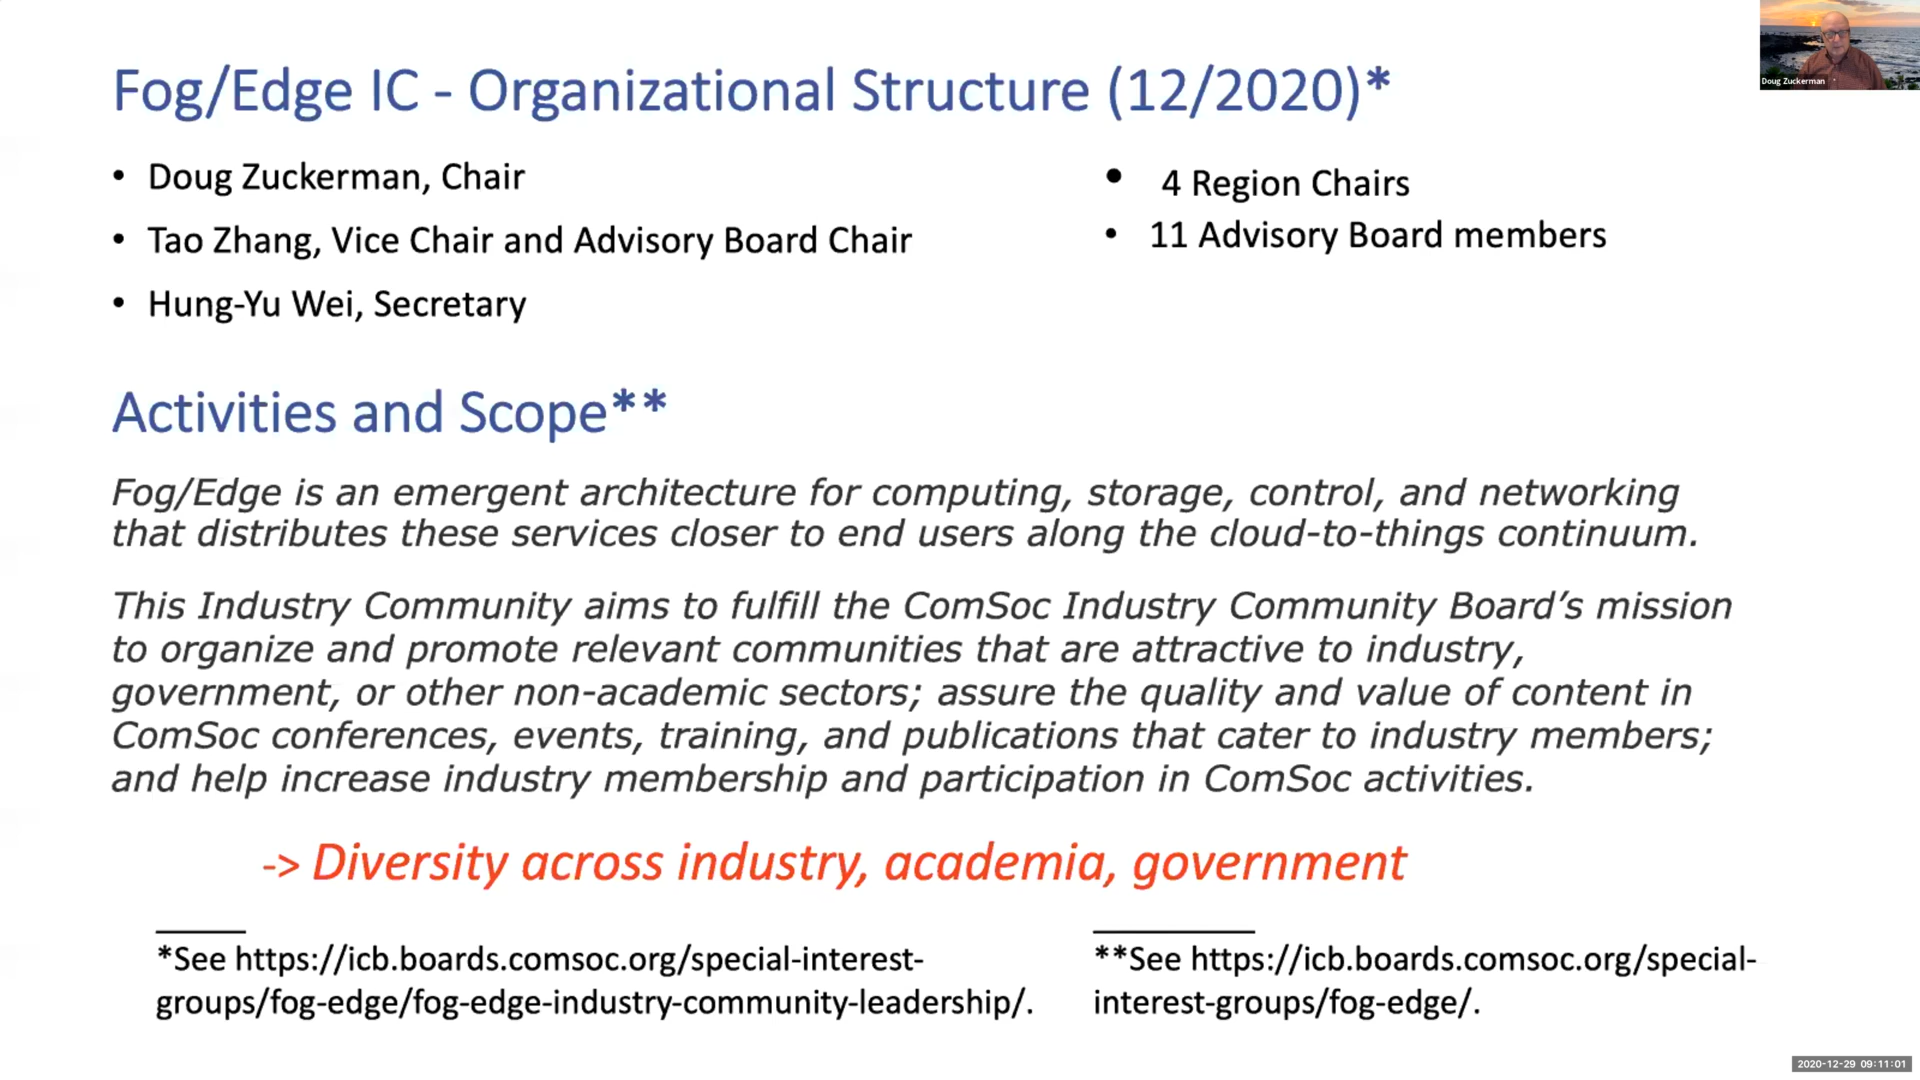 Fog/Edge IC - Organizational Structure (12/2020)*
• Doug Zuckerman, Chair
• Tao Zhang, Vice Chair and Advisory Board Chair
• Hung-Yu Wei, Secretary
• 4 Region Chairs
• 11 Advisory Board members
Activities and Scope**
Fog/Edge is an emergent architecture for computing, storage, control, and networking
that distributes these services closer to end users along the cloud-to-things continuum.
This Industry Community aims to fulfill the ComSoc Industry Community Board’s mission
to organize and promote relevant communities that are attractive to industry,
government, or other non-academic sectors; assure the quality and value of content in
ComSoc conferences, events, training, and publications that cater to industry members;
and help increase industry membership and participation in ComSoc activities.
-> Diversity across industry, academia, government
*See https://icb.boards.comsoc.org/special-interest-
groups/fog-edge/fog-edge-industry-community-leadership/.
**See https://icb.boards.comsoc.org/special-
interest-groups/fog-edge/.
Doug Zuckerman
2020-12-29 09:11:01